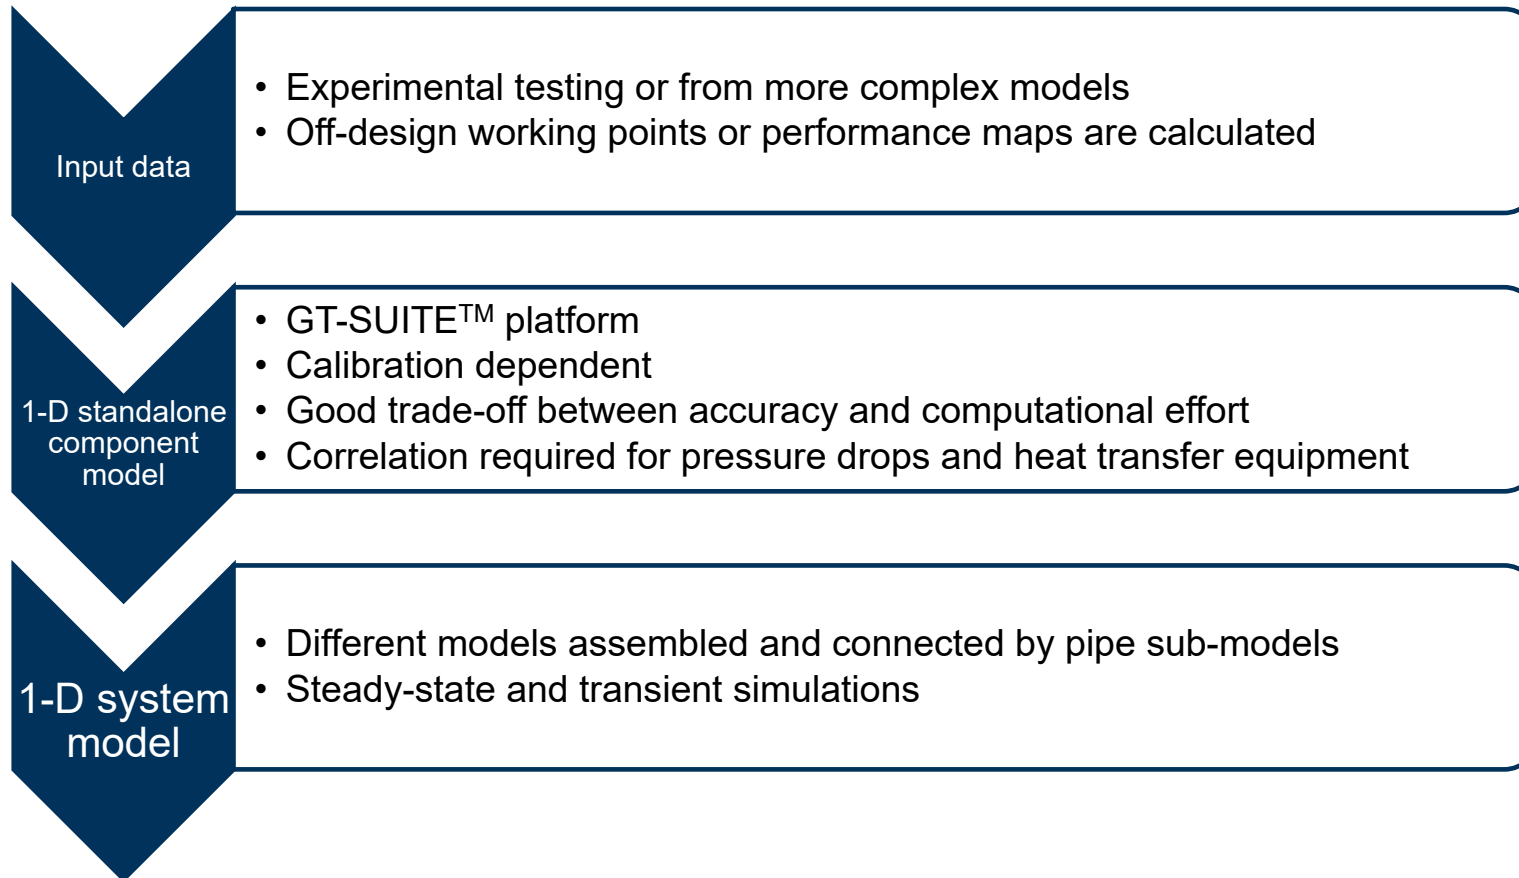 Input data
• Experimental testing or from more complex models
• Off-design working points or performance maps are calculated
1-D standalone
component
model
• GT-SUITE™ platform
• Calibration dependent
• Good trade-off between accuracy and computational effort
• Correlation required for pressure drops and heat transfer equipment
1-D system
model
• Different models assembled and connected by pipe sub-models
• Steady-state and transient simulations